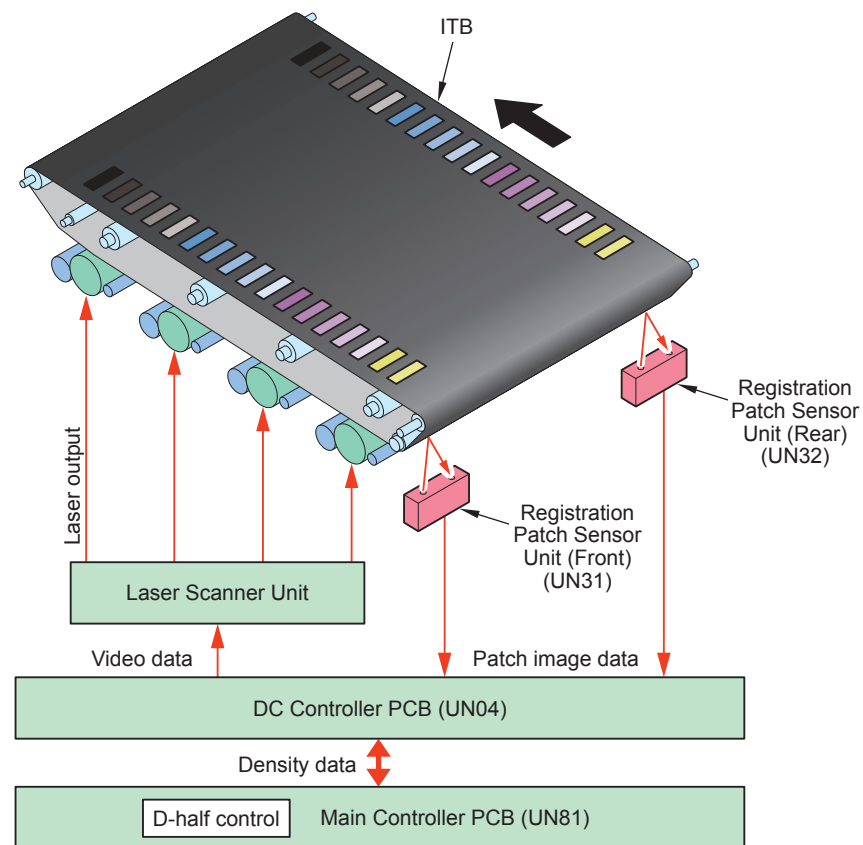 ITB
Registration
Patch Sensor
Unit (Rear)
(UN32)
Laser output
Registration
Patch Sensor
Unit (Front)
(UN31)
Laser Scanner Unit
Video data
Patch image data
DC Controller PCB (UN04)
Density data
D-half control
Main Controller PCB (UN81)